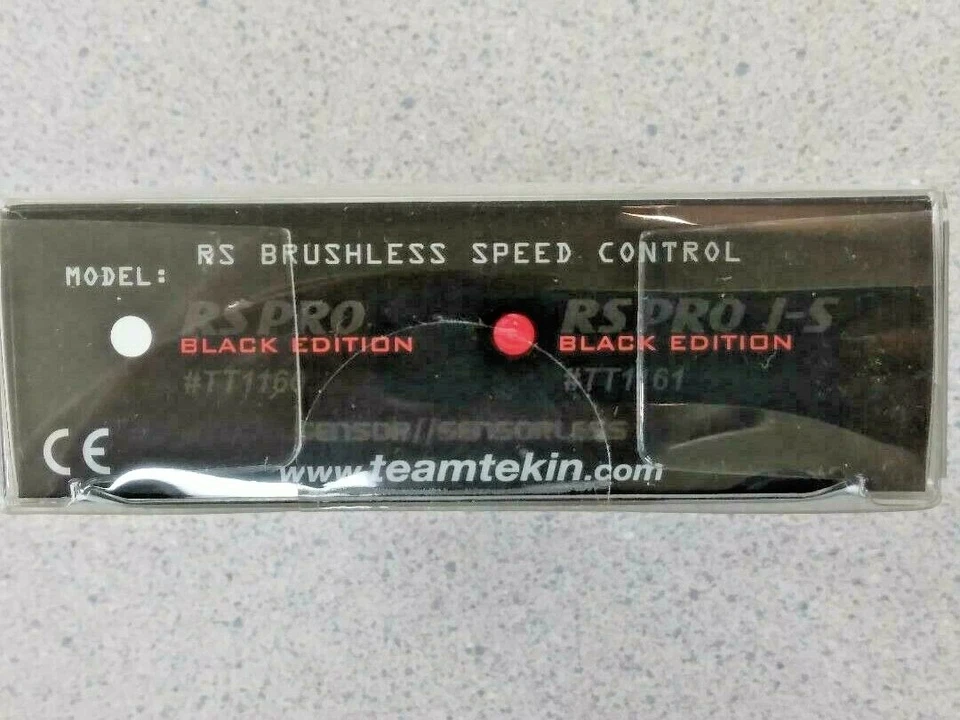 RS BRUSHLESS SPEED CONTROL
MODEL:
RS PRO
BLACK EDITION
RS PRO I-S
BLACK EDITION
#TT1161
SENSOR//SENSORLESS
CE
www.teamtekin.com